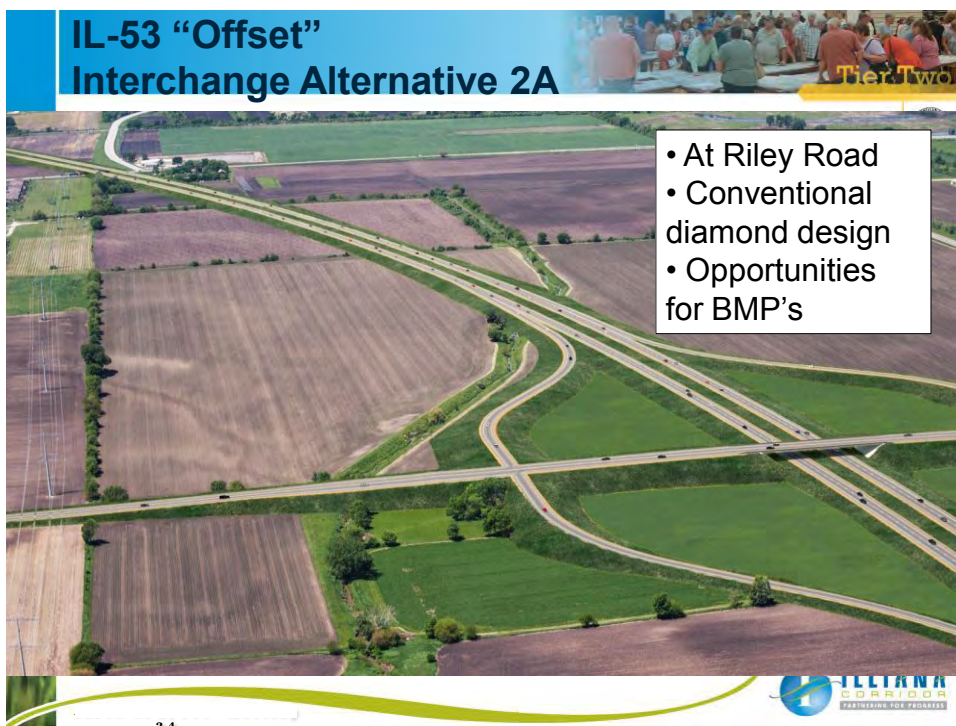 IL-53 “Offset”
Interchange Alternative 2A
Tier Two
• At Riley Road
• Conventional
diamond design
• Opportunities
for BMP's
ILLIANA
CORRIDOR
PARTNERING FOR PROGRESS